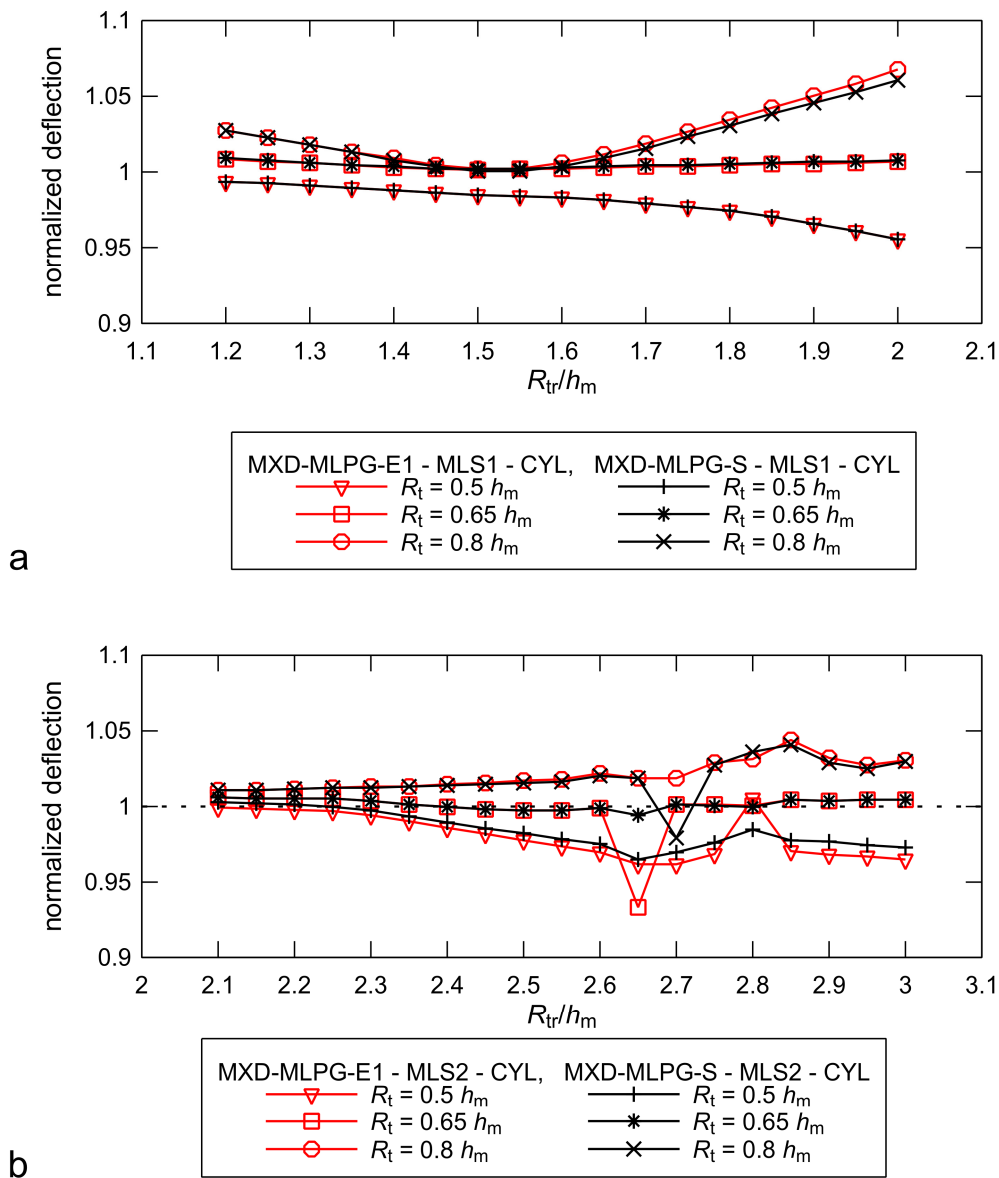 1.1
1.05
1
0.95
0.9
normalized deflection
1.1 1.2 1.3 1.4 1.5 1.6 1.7 1.8 1.9 2 2.1
Rtr/hm
MXD-MLPG-E1 - MLS1 - CYL, MXD-MLPG-S - MLS1 - CYL
Rt = 0.5 hm Rt = 0.5 hm
Rt = 0.65 hm Rt = 0.65 hm
Rt = 0.8 hm Rt = 0.8 hm
a
1.1
1.05
1
0.95
0.9
normalized deflection
2 2.1 2.2 2.3 2.4 2.5 2.6 2.7 2.8 2.9 3 3.1
Rtr/hm
MXD-MLPG-E1 - MLS2 - CYL, MXD-MLPG-S - MLS2 - CYL
Rt = 0.5 hm Rt = 0.5 hm
Rt = 0.65 hm Rt = 0.65 hm
Rt = 0.8 hm Rt = 0.8 hm
b